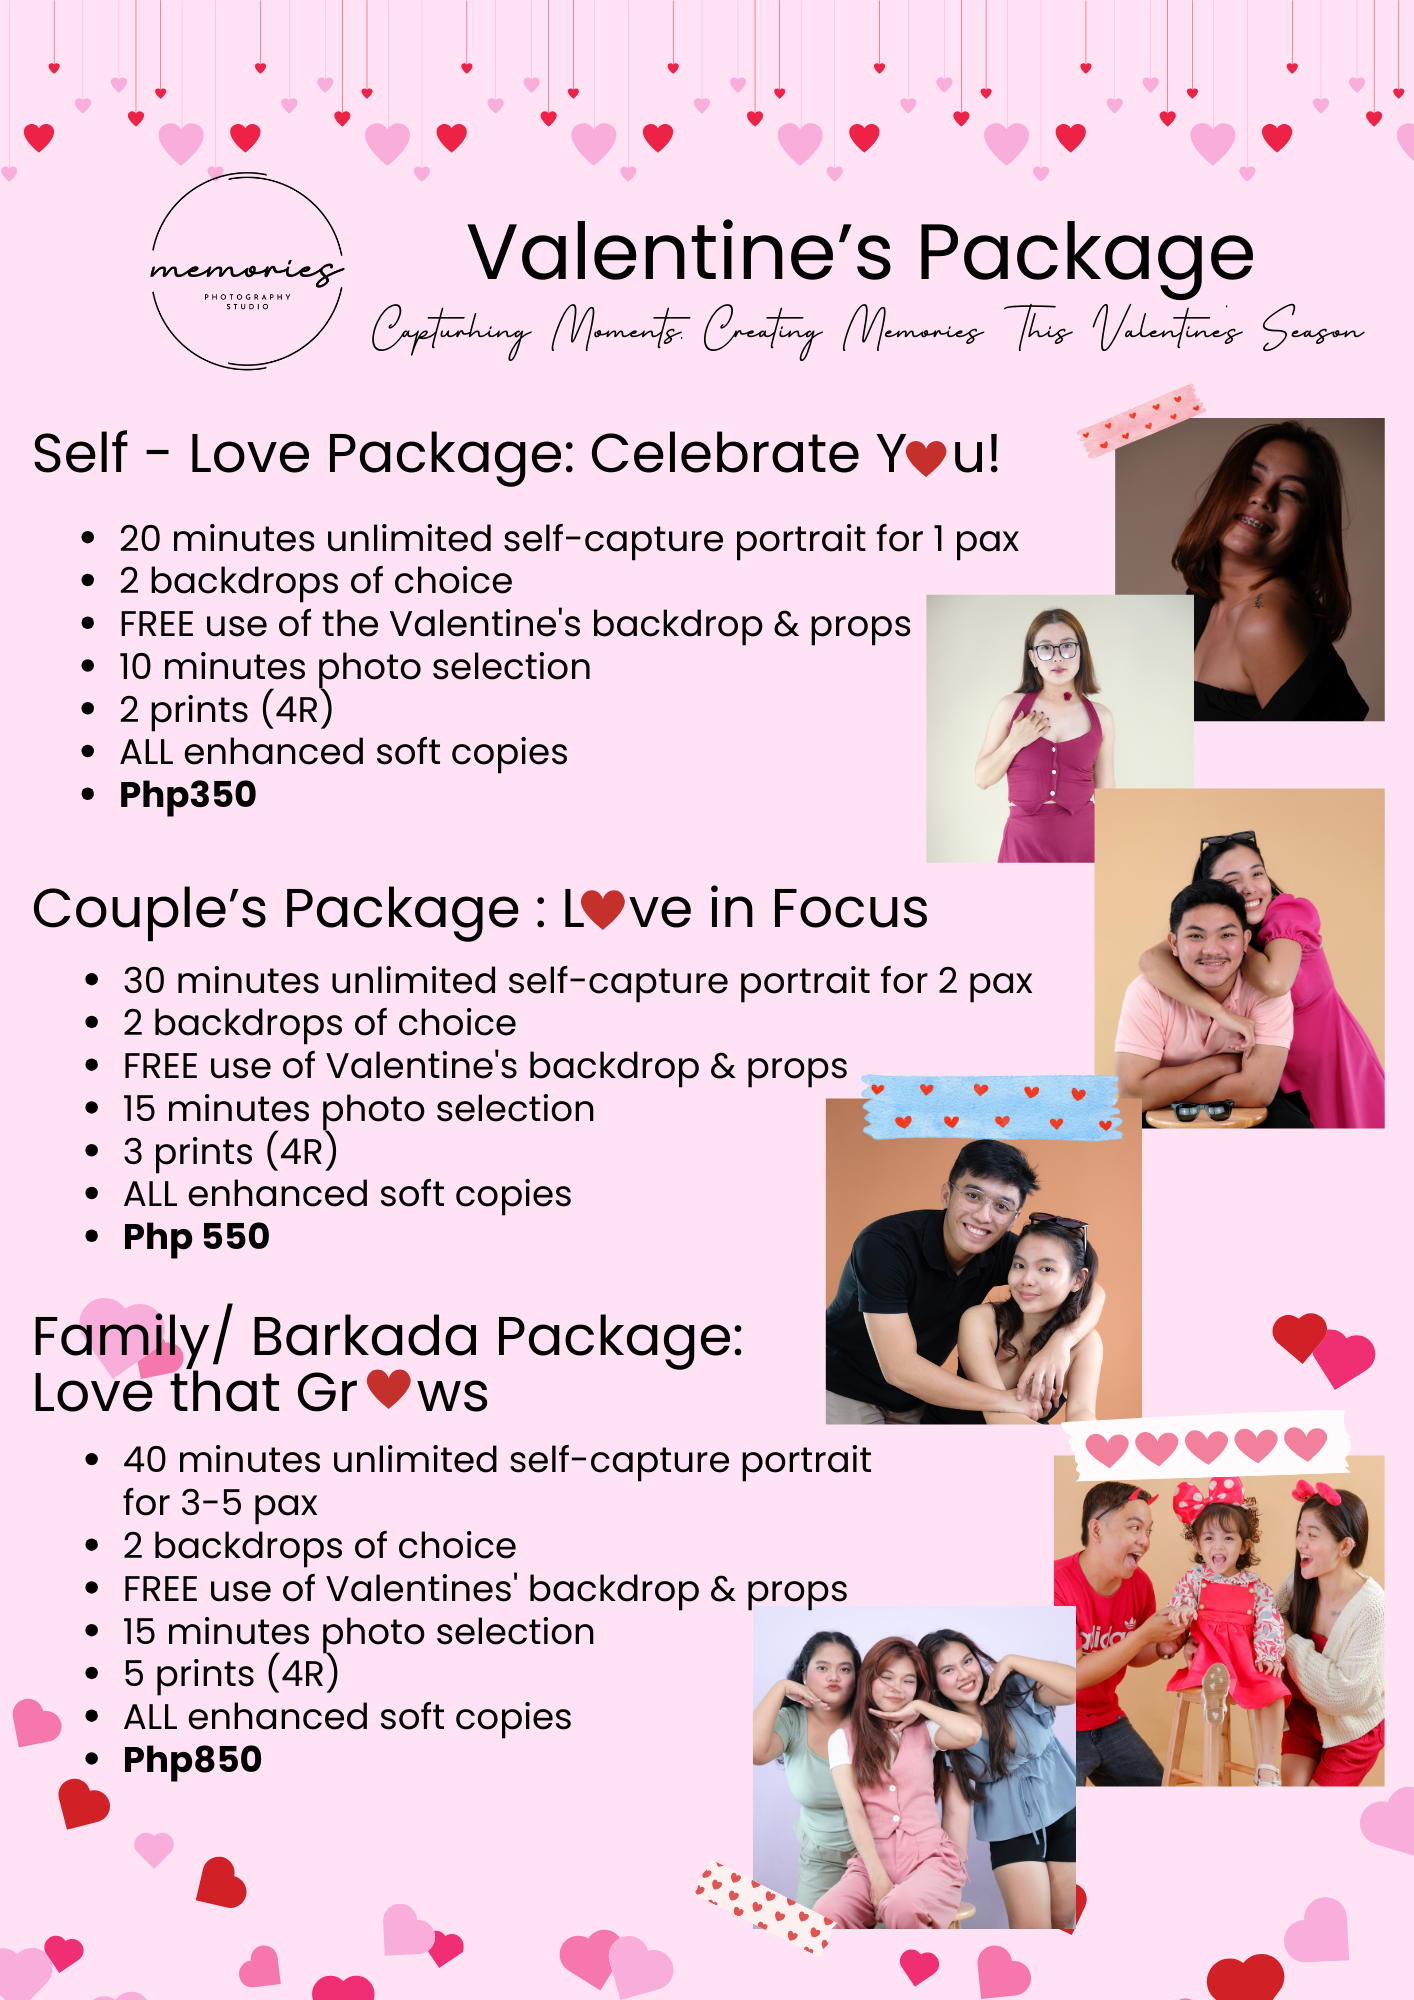 memories
PHOTOGRAPHY
STUDIO
Valentine's Package
Capturhing Moments. Creating Memories This Valentine's Season
Self - Love Package: Celebrate Y❤u!
• 20 minutes unlimited self-capture portrait for 1 pax
• 2 backdrops of choice
• FREE use of the Valentine's backdrop & props
• 10 minutes photo selection
• 2 prints (4R)
• ALL enhanced soft copies
• Php350
Couple's Package : L❤ve in Focus
• 30 minutes unlimited self-capture portrait for 2 pax
• 2 backdrops of choice
• FREE use of Valentine's backdrop & props
• 15 minutes photo selection
• 3 prints (4R)
• ALL enhanced soft copies
• Php 550
Family/ Barkada Package:
Love that Gr❤ws
• 40 minutes unlimited self-capture portrait
for 3-5 pax
• 2 backdrops of choice
• FREE use of Valentines' backdrop & props
• 15 minutes photo selection
• 5 prints (4R)
• ALL enhanced soft copies
• Php850